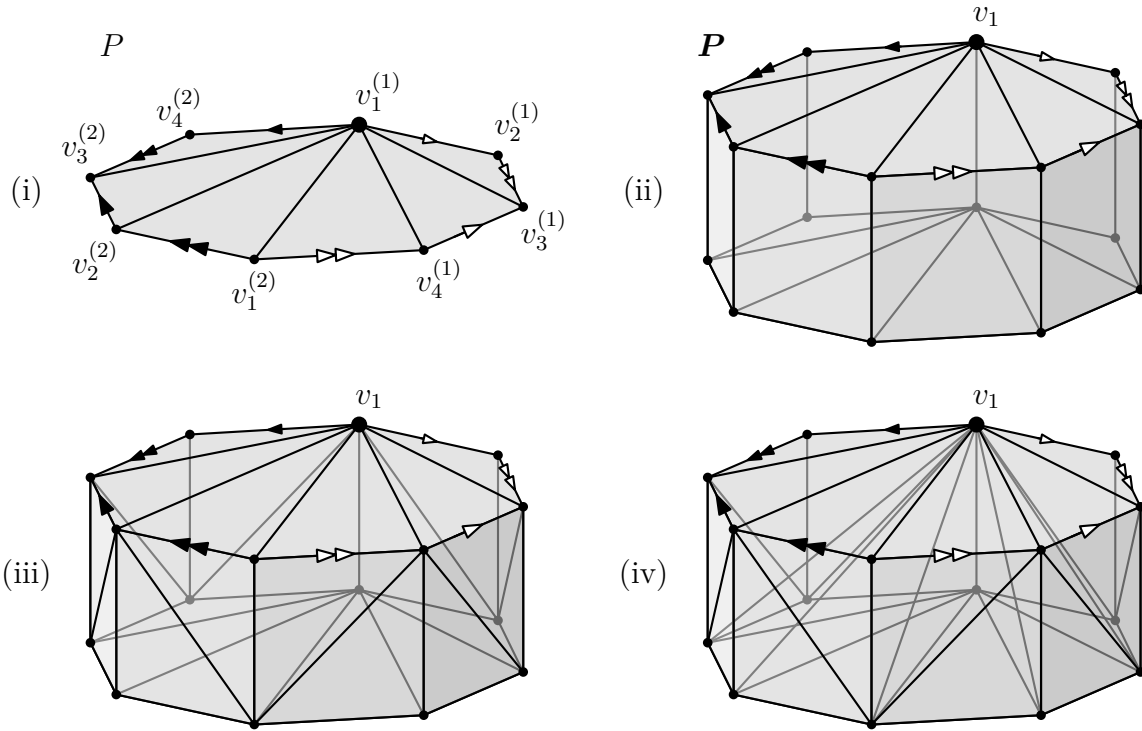 P
v_1^{(1)}
v_4^{(2)}
v_2^{(1)}
v_3^{(2)}
(i)
v_3^{(1)}
v_2^{(2)}
v_1^{(2)}
v_4^{(1)}
P
v_1
(ii)
v_1
(iii)
v_1
(iv)